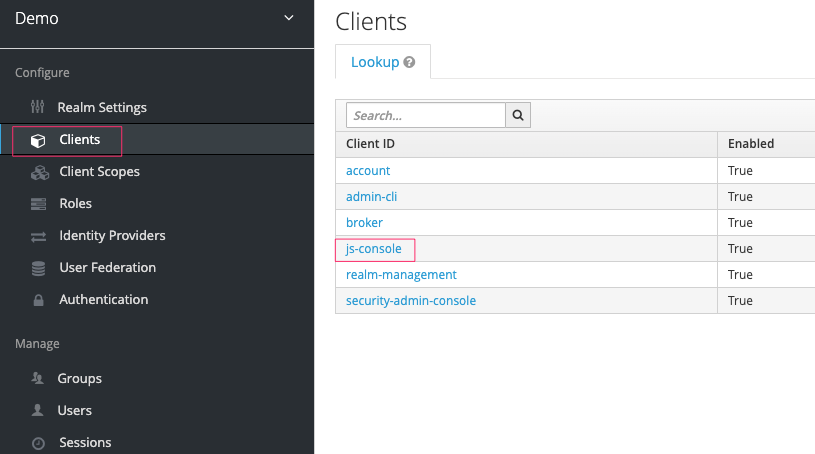 Demo
Configure
Realm Settings
Clients
Client Scopes
Roles
Identity Providers
User Federation
Authentication
Manage
Groups
Users
Sessions
Clients
Lookup ?
Search...
Client ID Enabled
account True
admin-cli True
broker True
js-console True
realm-management True
security-admin-console True